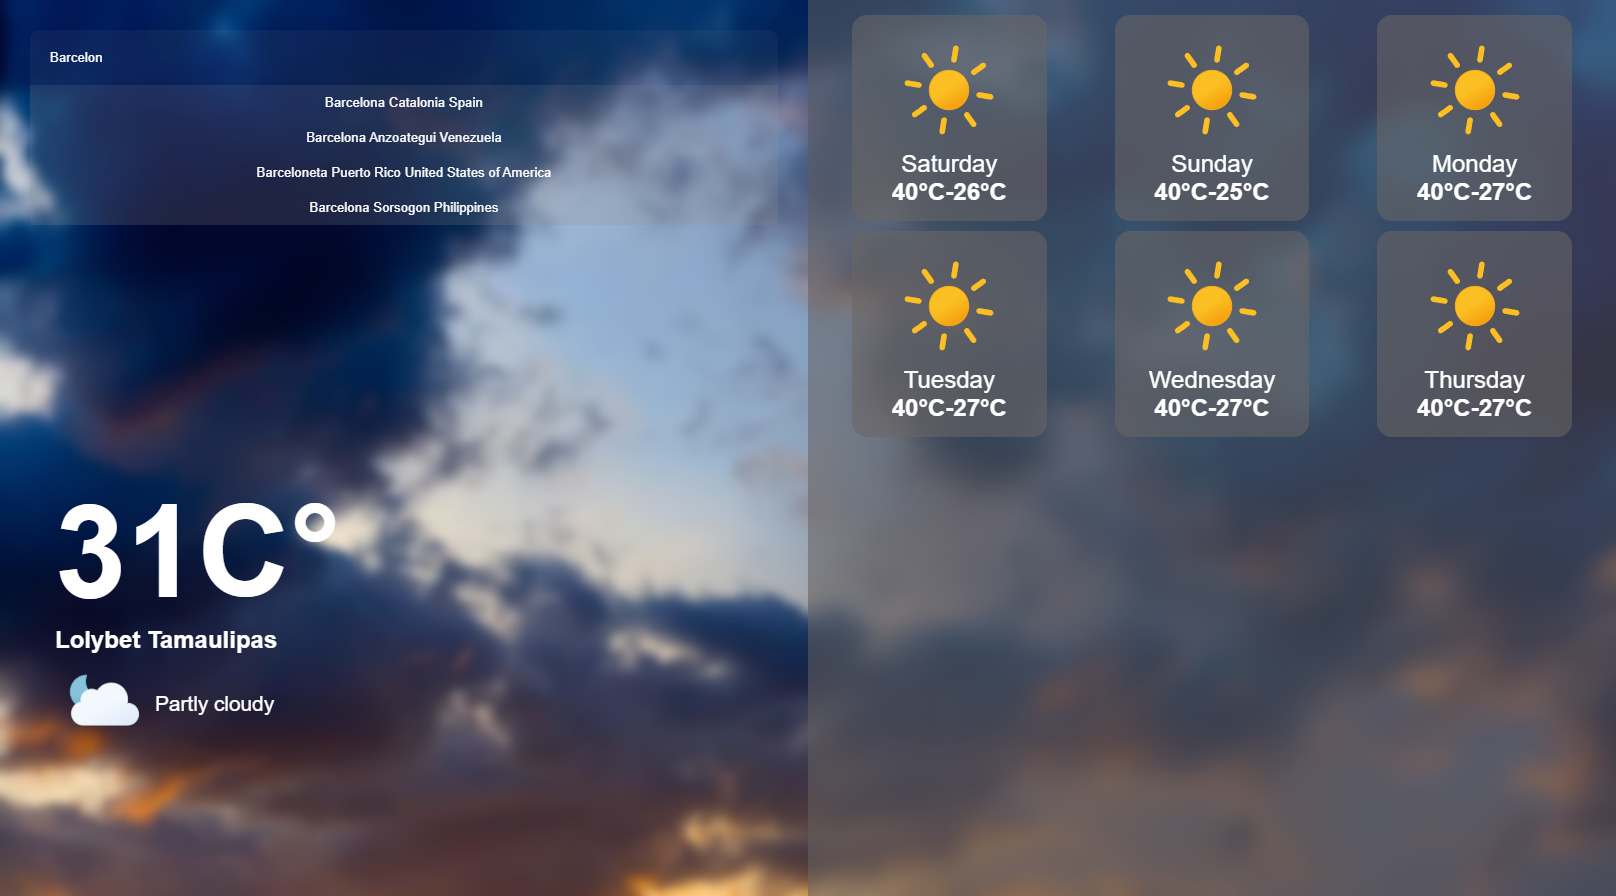 Barcelon
Barcelona Catalonia Spain
Barcelona Anzoategui Venezuela
Barceloneta Puerto Rico United States of America
Barcelona Sorsogon Philippines
31C°
Lolybet Tamaulipas
Partly cloudy
Saturday
40°C-26°C
Sunday
40°C-25°C
Monday
40°C-27°C
Tuesday
40°C-27°C
Wednesday
40°C-27°C
Thursday
40°C-27°C